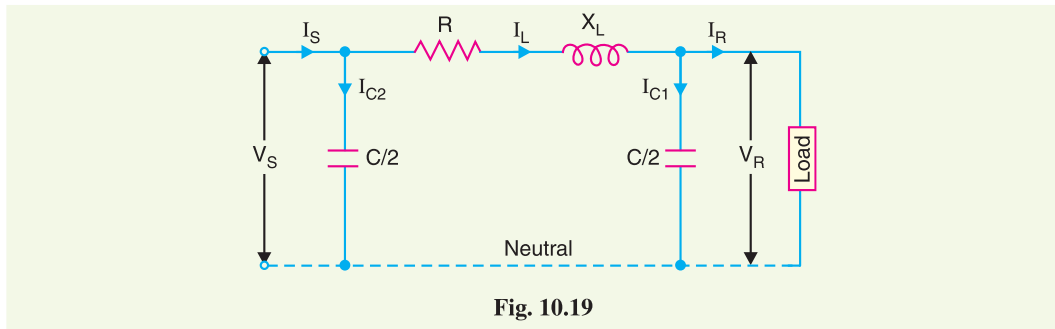 I_S R I_L X_L I_R
I_C2 I_C1
V_S C/2 C/2 V_R Load
Neutral
Fig. 10.19